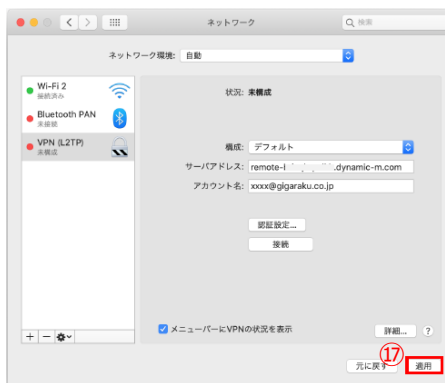 ネットワーク
検索
ネットワーク環境: 自動
Wi-Fi 2
接続済み
Bluetooth PAN
未接続
VPN (L2TP)
未構成
状況: 未構成
構成: デフォルト
サーバアドレス: remote- .dynamic-m.com
アカウント名: xxxx@gigaraku.co.jp
認証設定...
接続
メニューバーにVPNの状況を表示
詳細... ?
⑰
元に戻す 適用